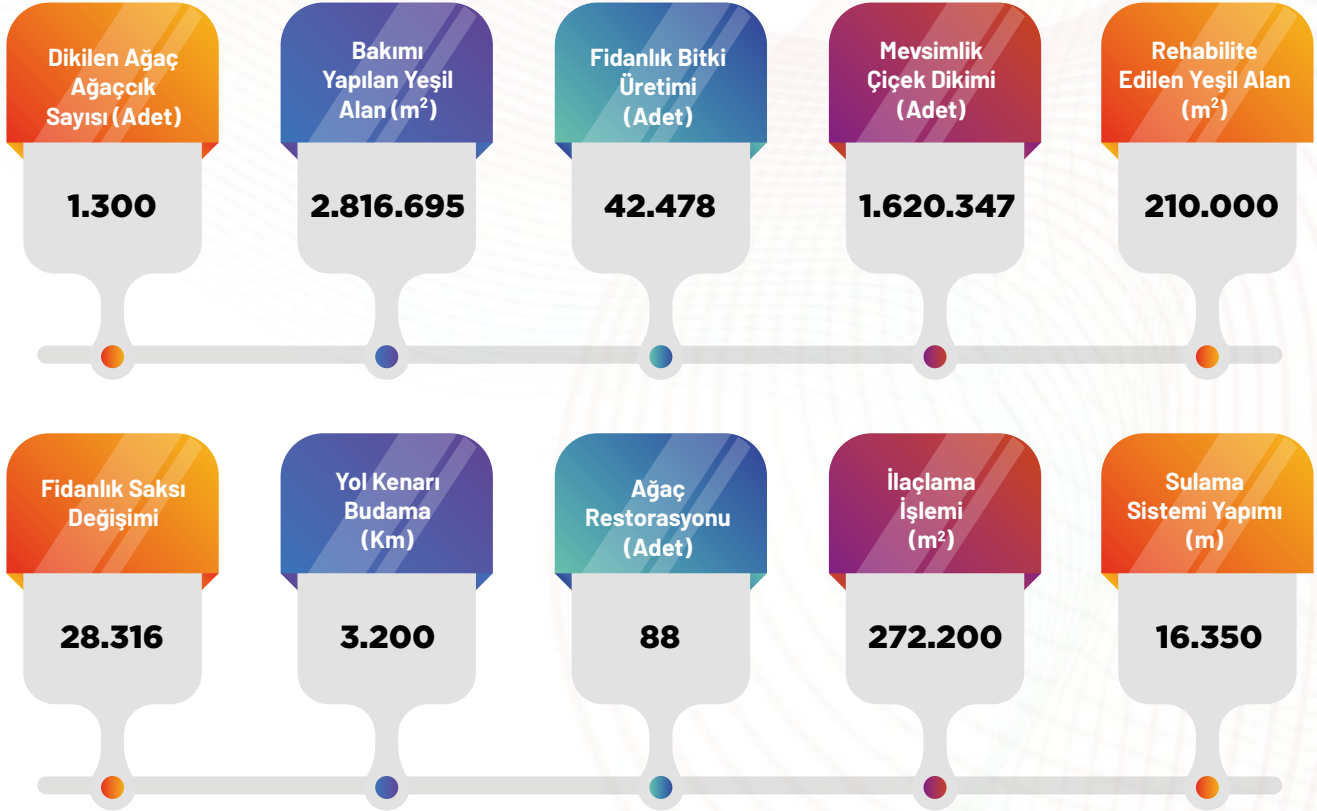 Dikilen Ağaç
Ağaçcık
Sayısı (Adet)
1.300
Bakımı
Yapılan Yeşil
Alan (m²)
2.816.695
Fidanlık Bitki
Üretimi
(Adet)
42.478
Mevsimlik
Çiçek Dikimi
(Adet)
1.620.347
Rehabilite
Edilen Yeşil Alan
(m²)
210.000
Fidanlık Saksı
Değişimi
28.316
Yol Kenarı
Budama
(Km)
3.200
Ağaç
Restorasyonu
(Adet)
88
İlaçlama
İşlemi
(m²)
272.200
Sulama
Sistemi Yapımı
(m)
16.350